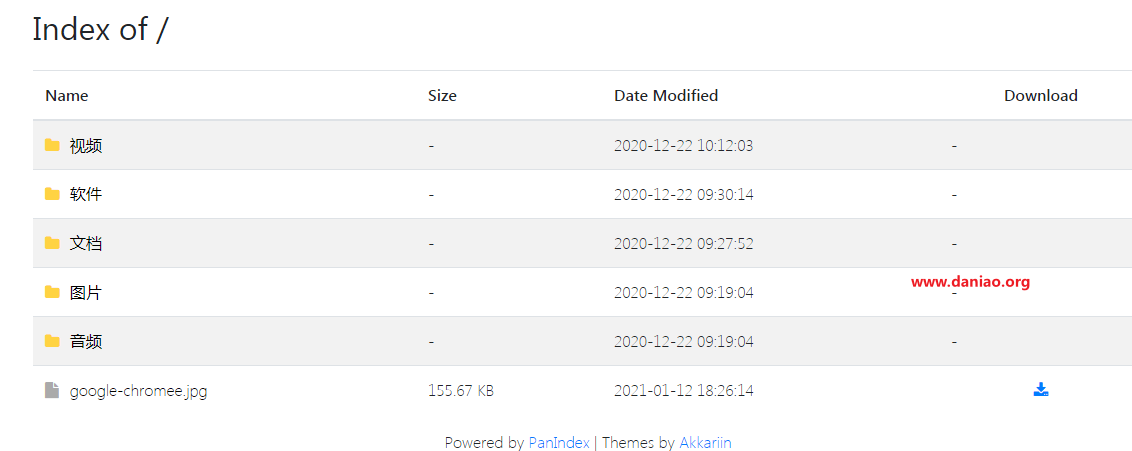 Index of /
Name Size Date Modified Download
视频 - 2020-12-22 10:12:03 -
软件 - 2020-12-22 09:30:14 -
文档 - 2020-12-22 09:27:52 -
www.daniao.org
图片 - 2020-12-22 09:19:04 -
音频 - 2020-12-22 09:19:04 -
google-chromee.jpg 155.67 KB 2021-01-12 18:26:14
Powered by PanIndex | Themes by Akkariin